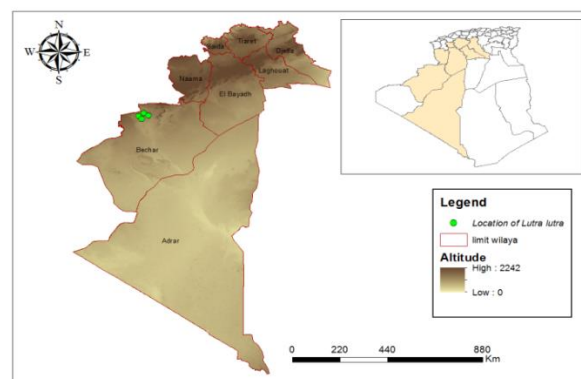 N
W E
S
Tiaret
Djelfa
Naama
Laghouat
El Bayadh
Bechar
Adrar
Legend
Location of Lutra lutra
limit wilaya
Altitude
High : 2242
Low : 0
0 220 440 880
Km